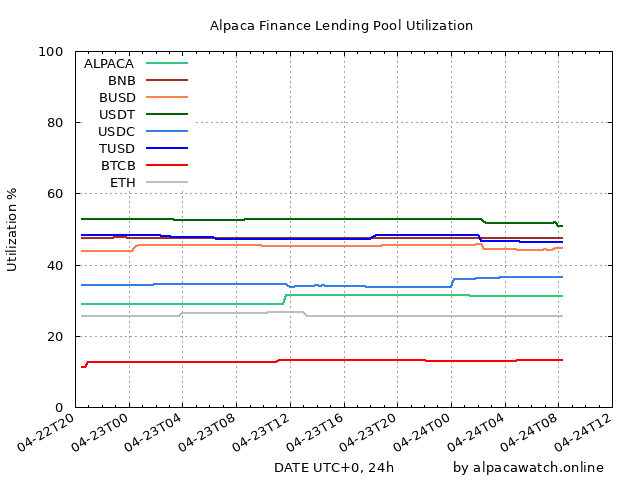 Alpaca Finance Lending Pool Utilization
100
80
60
40
20
0
Utilization %
ALPACA
BNB
BUSD
USDT
USDC
TUSD
BTCB
ETH
04-22T20
04-23T00
04-23T04
04-23T08
04-23T12
04-23T16
04-23T20
04-24T00
04-24T04
04-24T08
04-24T12
DATE UTC+0, 24h
by alpacawatch.online